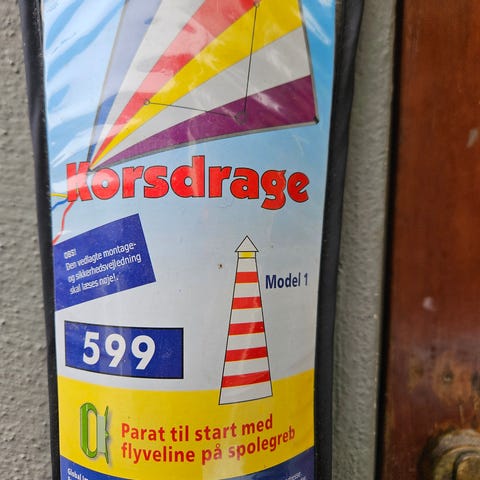 Korsdrage
OBS!
Den vedlagte montage-
og sikkerhedsvejledning
skal læses nøje!.
Model 1
599
Parat til start med
flyveline på spolegreb
Global